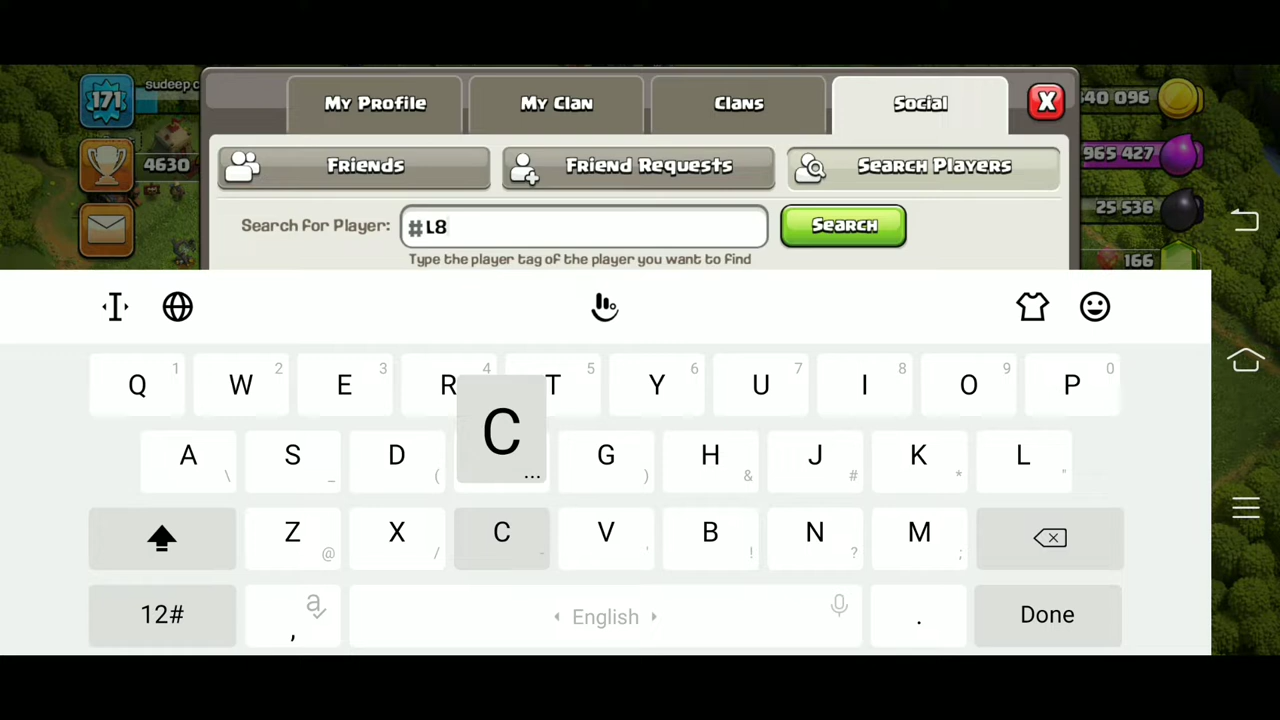 171
sudeep c
My Profile
My Clan
Clans
Social
X
640 096
4630
Friends
Friend Requests
Search Players
965 427
Search for Player:
# L8
Search
25 536
Type the player tag of the player you want to find
166
Q 1 W 2 E 3 R 4 T 5 Y 6 U 7 I 8 O 9 P 0
C
...
A \ S _ D ( G ) H & J # K * L "
Z @ X / C - V ' B ! N ? M ;
12# a , English . Done